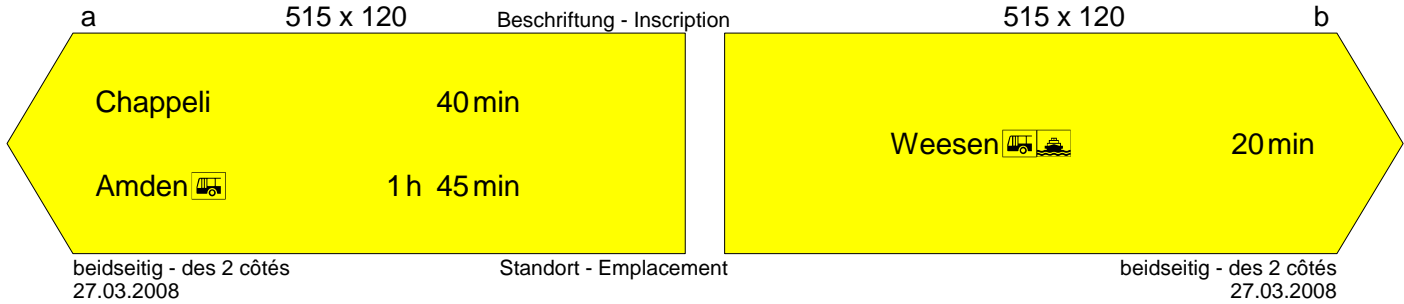 a 515 x 120 Beschriftung - Inscription 515 x 120 b
Chappeli 40 min
Weesen 20 min
Amden 1 h 45 min
beidseitig - des 2 côtés Standort - Emplacement beidseitig - des 2 côtés
27.03.2008 27.03.2008